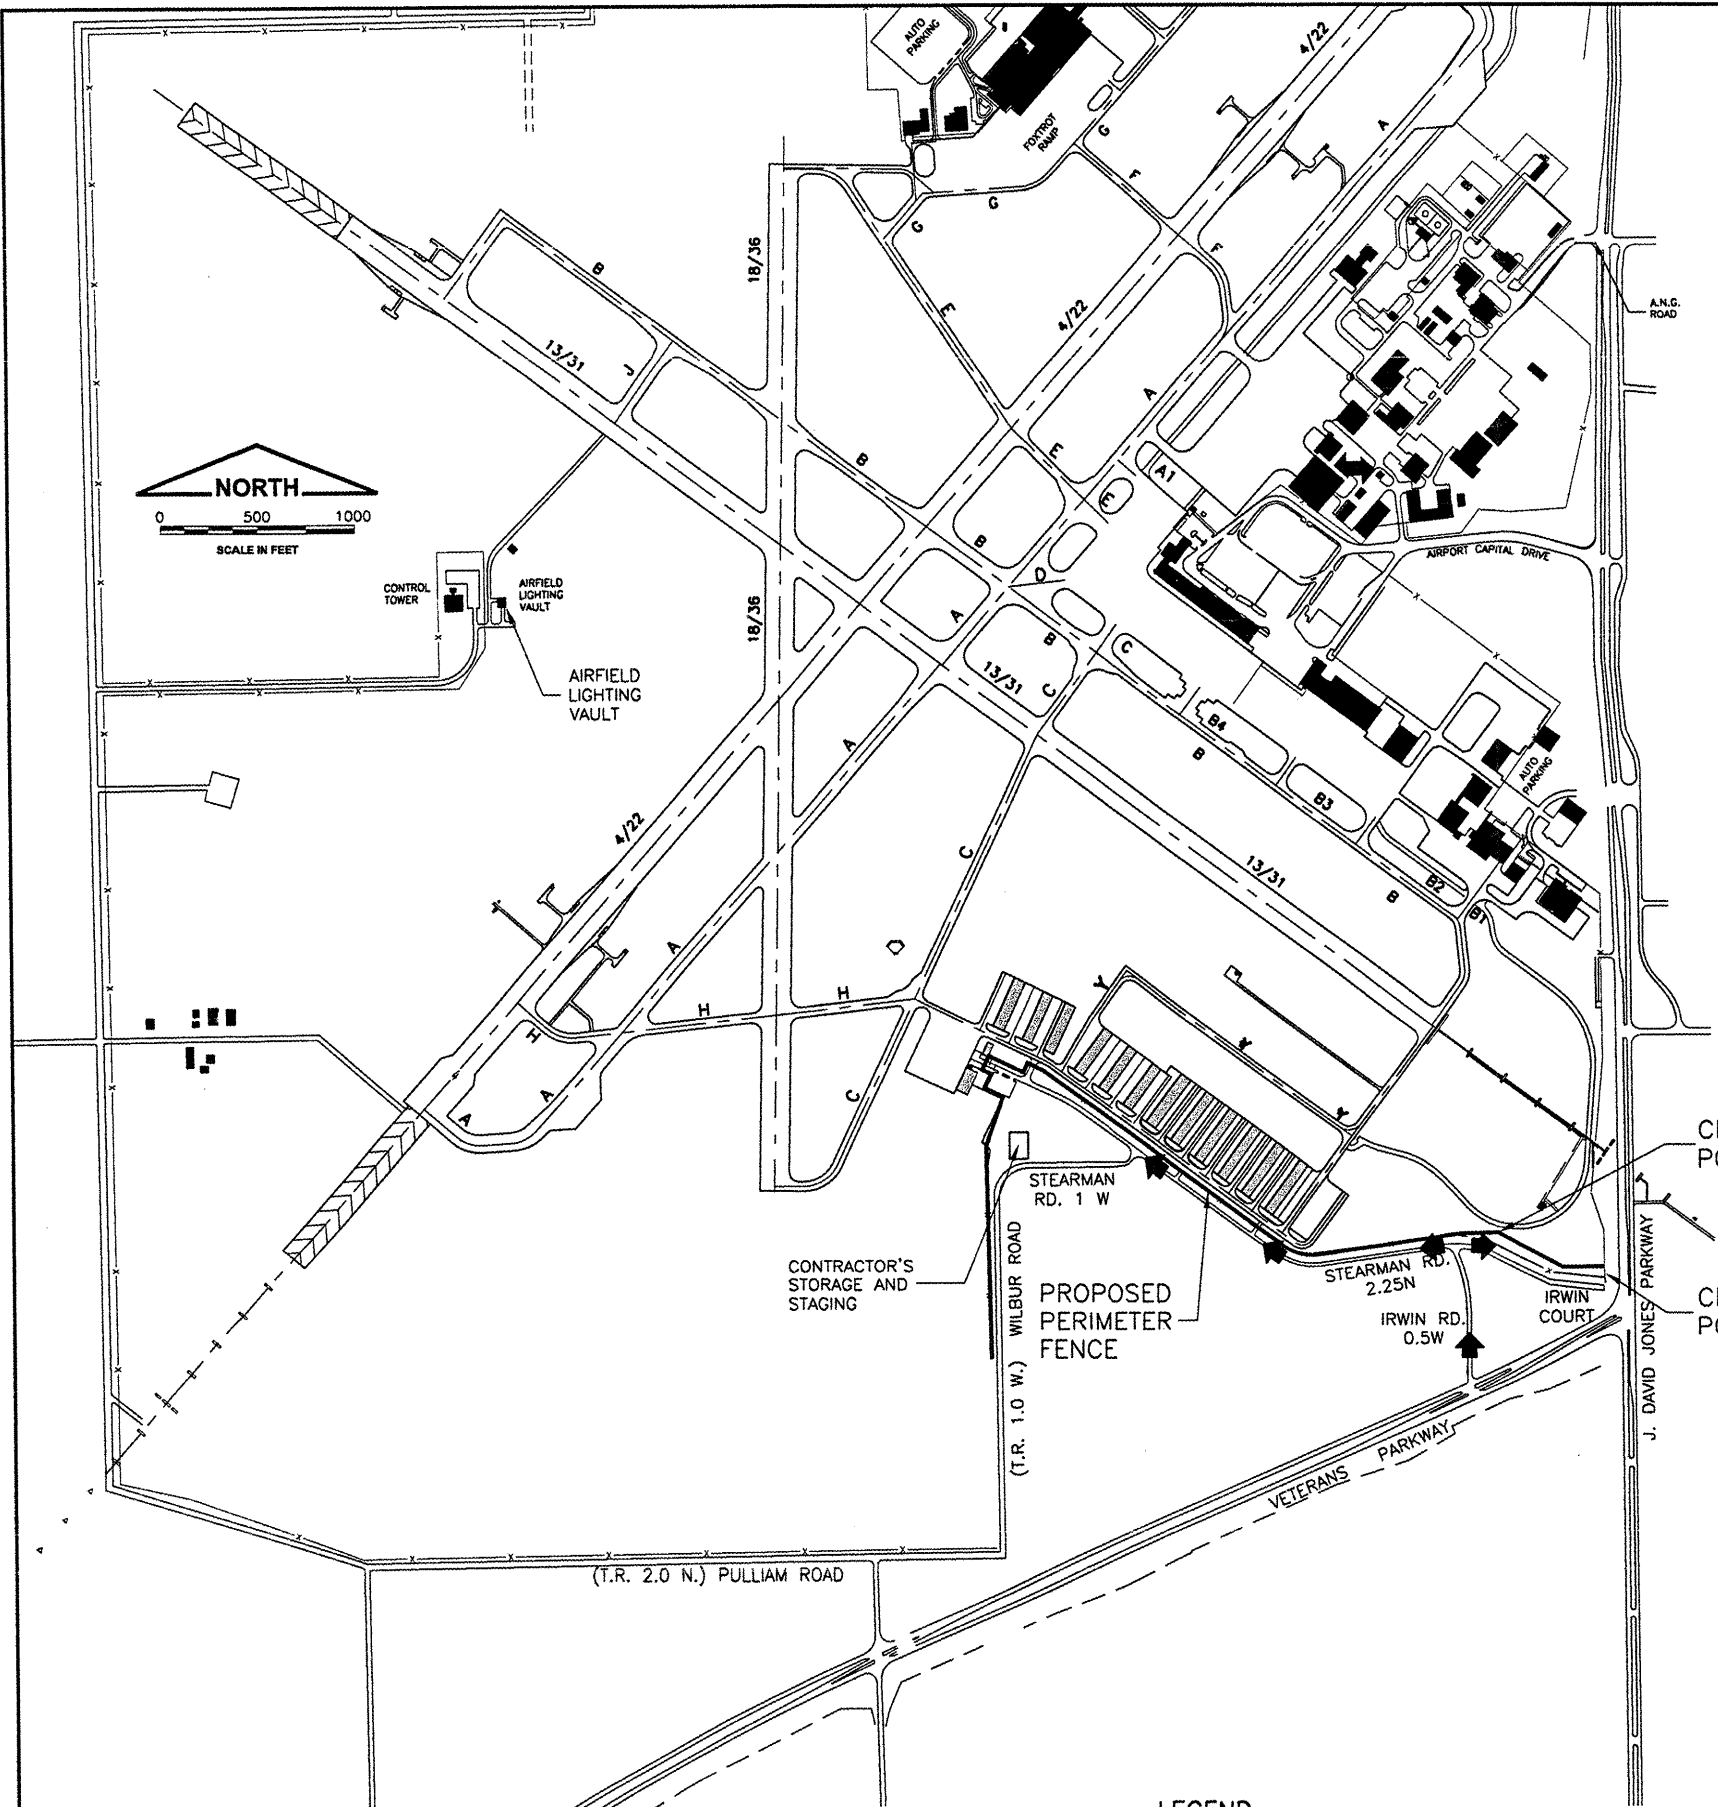 AUTO
PARKING
4/22
A
FOXTROT
RAMP
G
F
G
G
F
B
18/36
E
4/22
A.N.G.
ROAD
13/31
J
A
NORTH
0 500 1000
SCALE IN FEET
B
E
A1
E
B
D
AIRPORT CAPITAL DRIVE
CONTROL
TOWER
AIRFIELD
LIGHTING
VAULT
18/36
A
B
C
13/31
C
AIRFIELD
LIGHTING
VAULT
B4
B
A
B3
AUTO
PARKING
4/22
C
13/31
B2
B
B1
A
Y
H
H
H
Y
A
A
C
Y
STEARMAN
RD. 1 W
CONTRACTOR'S
STORAGE AND
STAGING
(T.R. 1.0 W.) WILBUR ROAD
PROPOSED
PERIMETER
FENCE
STEARMAN RD.
2.25N
IRWIN
COURT
IRWIN RD.
0.5W
J. DAVID JONES PARKWAY
VETERANS PARKWAY
(T.R. 2.0 N.) PULLIAM ROAD
LEGEND